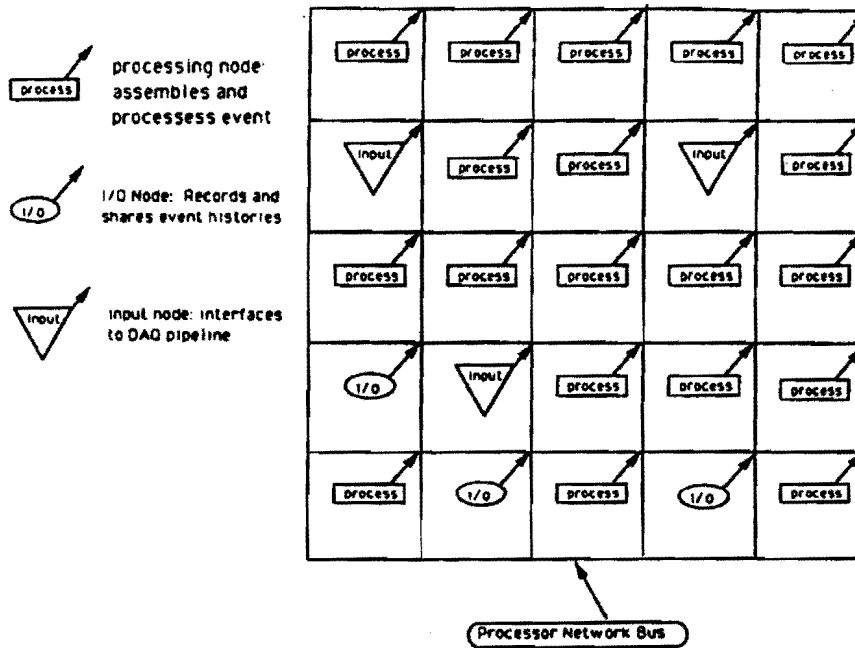 process
processing node
assembles and
processess event
I/O
I/O Node: Records and
shares event histories
Input
Input node: Interfaces
to DAQ pipeline
process process process process process
Input process process Input process
process process process process process
I/O Input process process process
process I/O process I/O process
Processor Network Bus